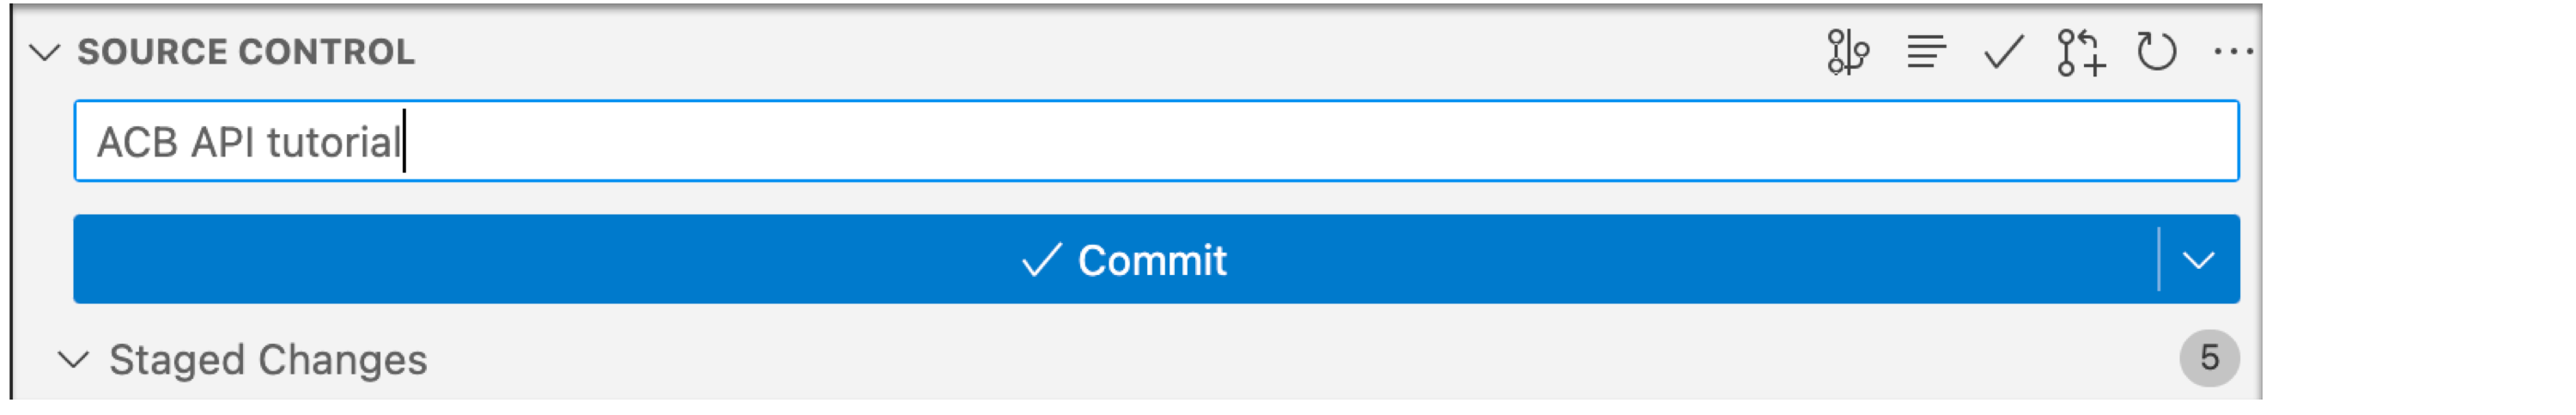 SOURCE CONTROL
ACB API tutorial
Commit
Staged Changes 5